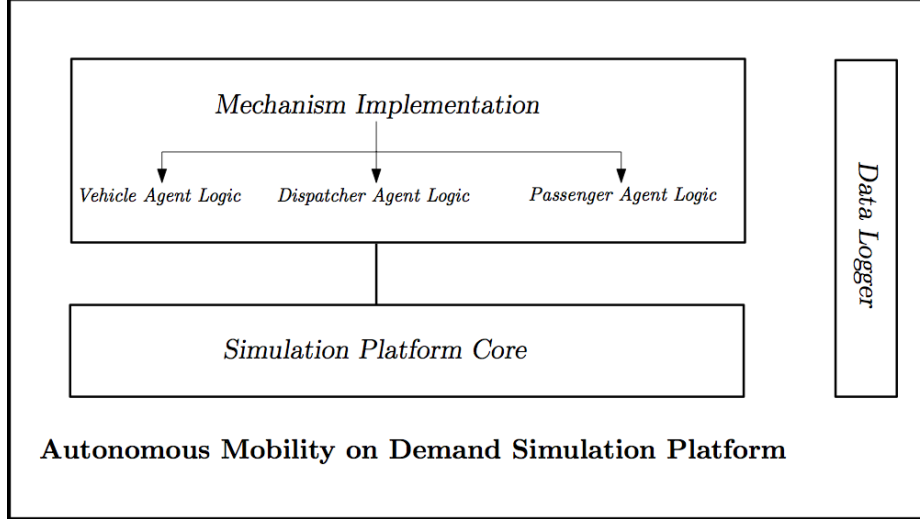 Mechanism Implementation
Vehicle Agent Logic
Dispatcher Agent Logic
Passenger Agent Logic
Data Logger
Simulation Platform Core
Autonomous Mobility on Demand Simulation Platform